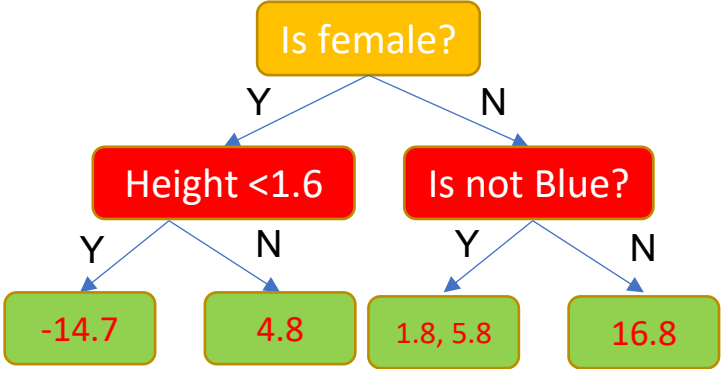 Is female?
Y
N
Height <1.6
Is not Blue?
Y
N
Y
N
-14.7
4.8
1.8, 5.8
16.8